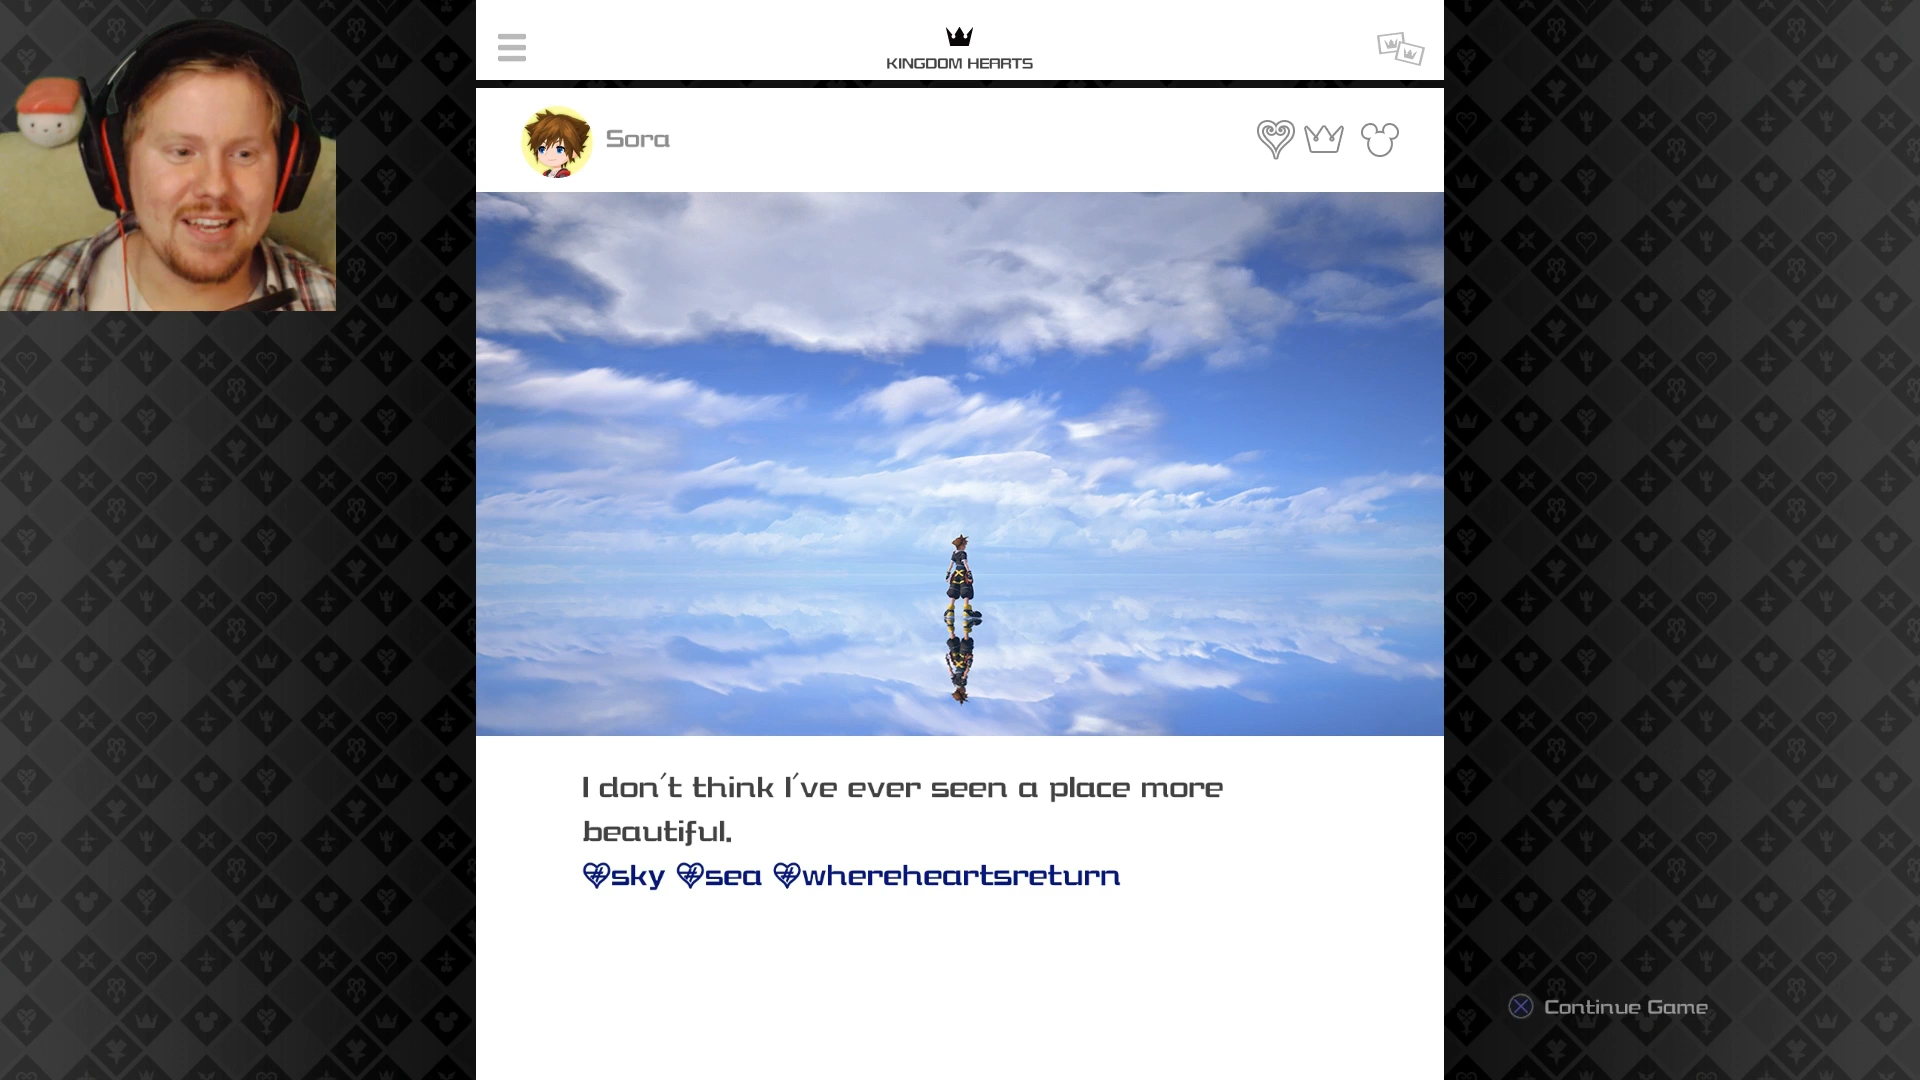 KINGDOM HEARTS
Sora
I don't think I've ever seen a place more
beautiful.
#sky #sea #whereheartsreturn
Continue Game